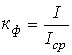 κ_ф = I / I_ср